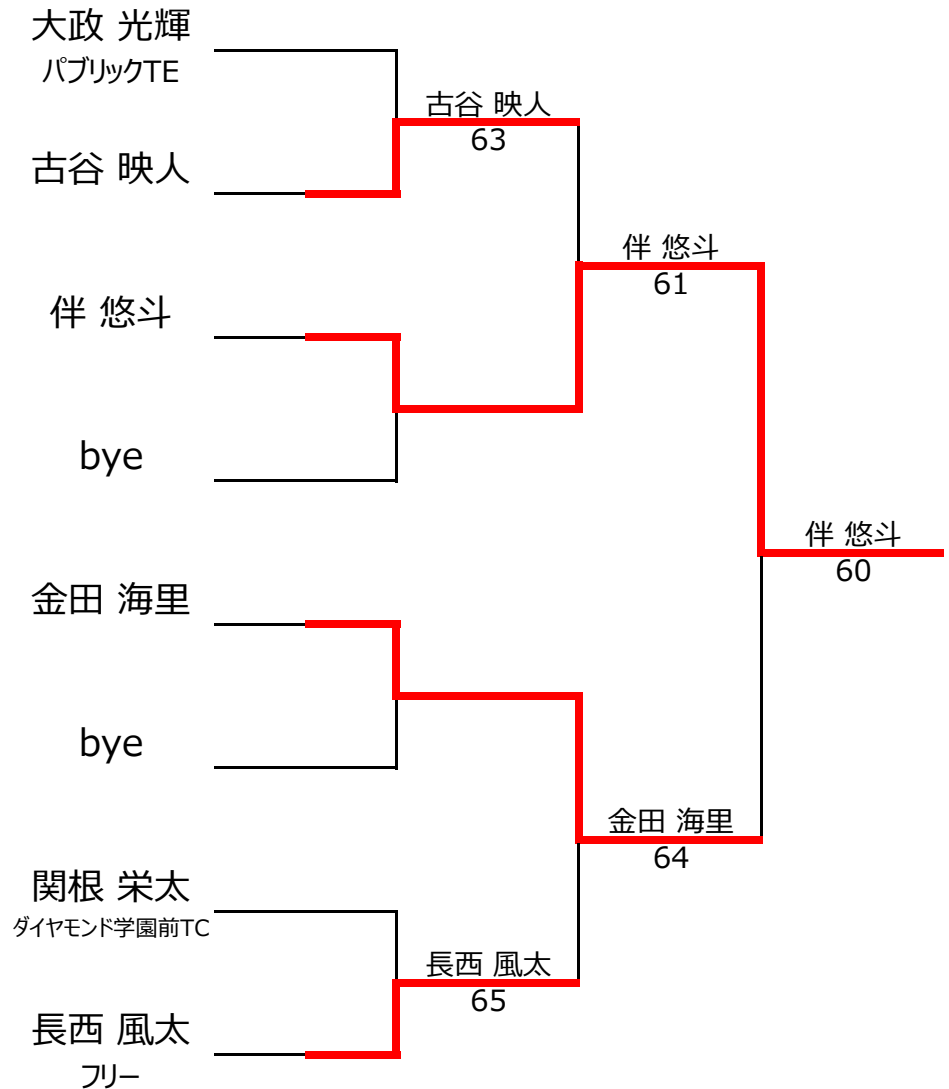 大政 光輝
パブリックTE
古谷 映人
63
古谷 映人
伴 悠斗
61
伴 悠斗
bye
伴 悠斗
60
金田 海里
bye
金田 海里
64
関根 栄太
ダイヤモンド学園前TC
長西 風太
65
長西 風太
フリー